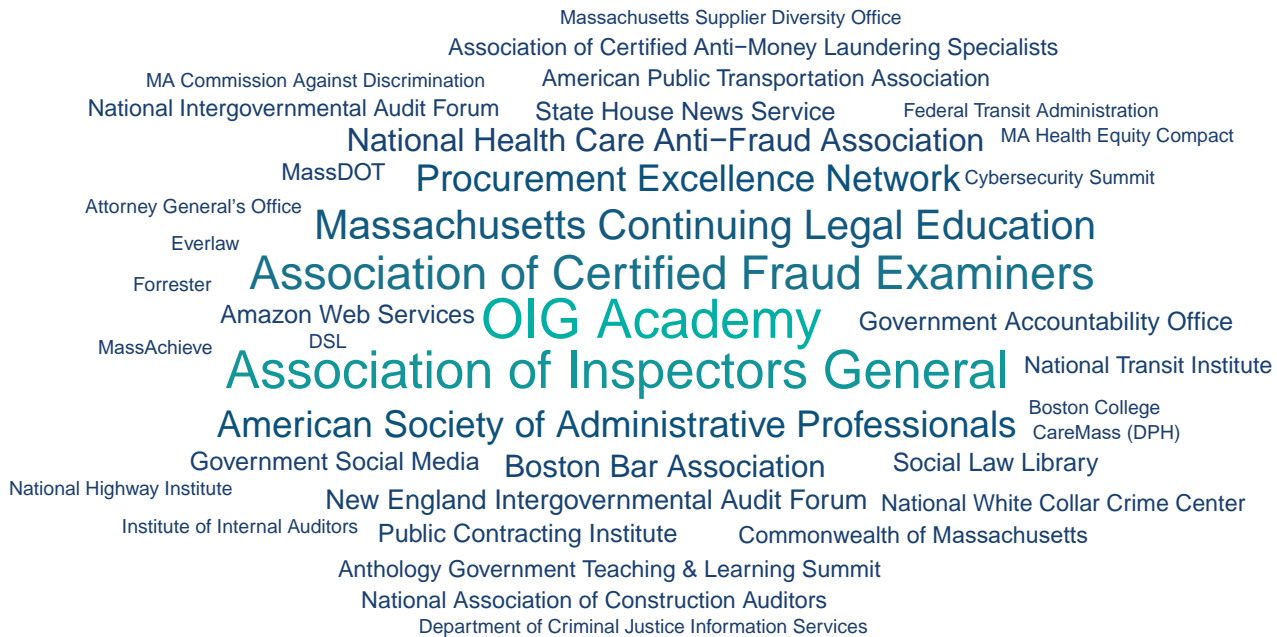 Massachusetts Supplier Diversity Office
Association of Certified Anti−Money Laundering Specialists
MA Commission Against Discrimination
American Public Transportation Association
National Intergovernmental Audit Forum
State House News Service
Federal Transit Administration
National Health Care Anti−Fraud Association
MA Health Equity Compact
MassDOT
Procurement Excellence Network
Cybersecurity Summit
Attorney General's Office
Massachusetts Continuing Legal Education
Everlaw
Association of Certified Fraud Examiners
Forrester
Amazon Web Services
OIG Academy
Government Accountability Office
MassAchieve
DSL
Association of Inspectors General
National Transit Institute
American Society of Administrative Professionals
Boston College
CareMass (DPH)
Government Social Media
Boston Bar Association
Social Law Library
National Highway Institute
New England Intergovernmental Audit Forum
National White Collar Crime Center
Institute of Internal Auditors
Public Contracting Institute
Commonwealth of Massachusetts
Anthology Government Teaching & Learning Summit
National Association of Construction Auditors
Department of Criminal Justice Information Services